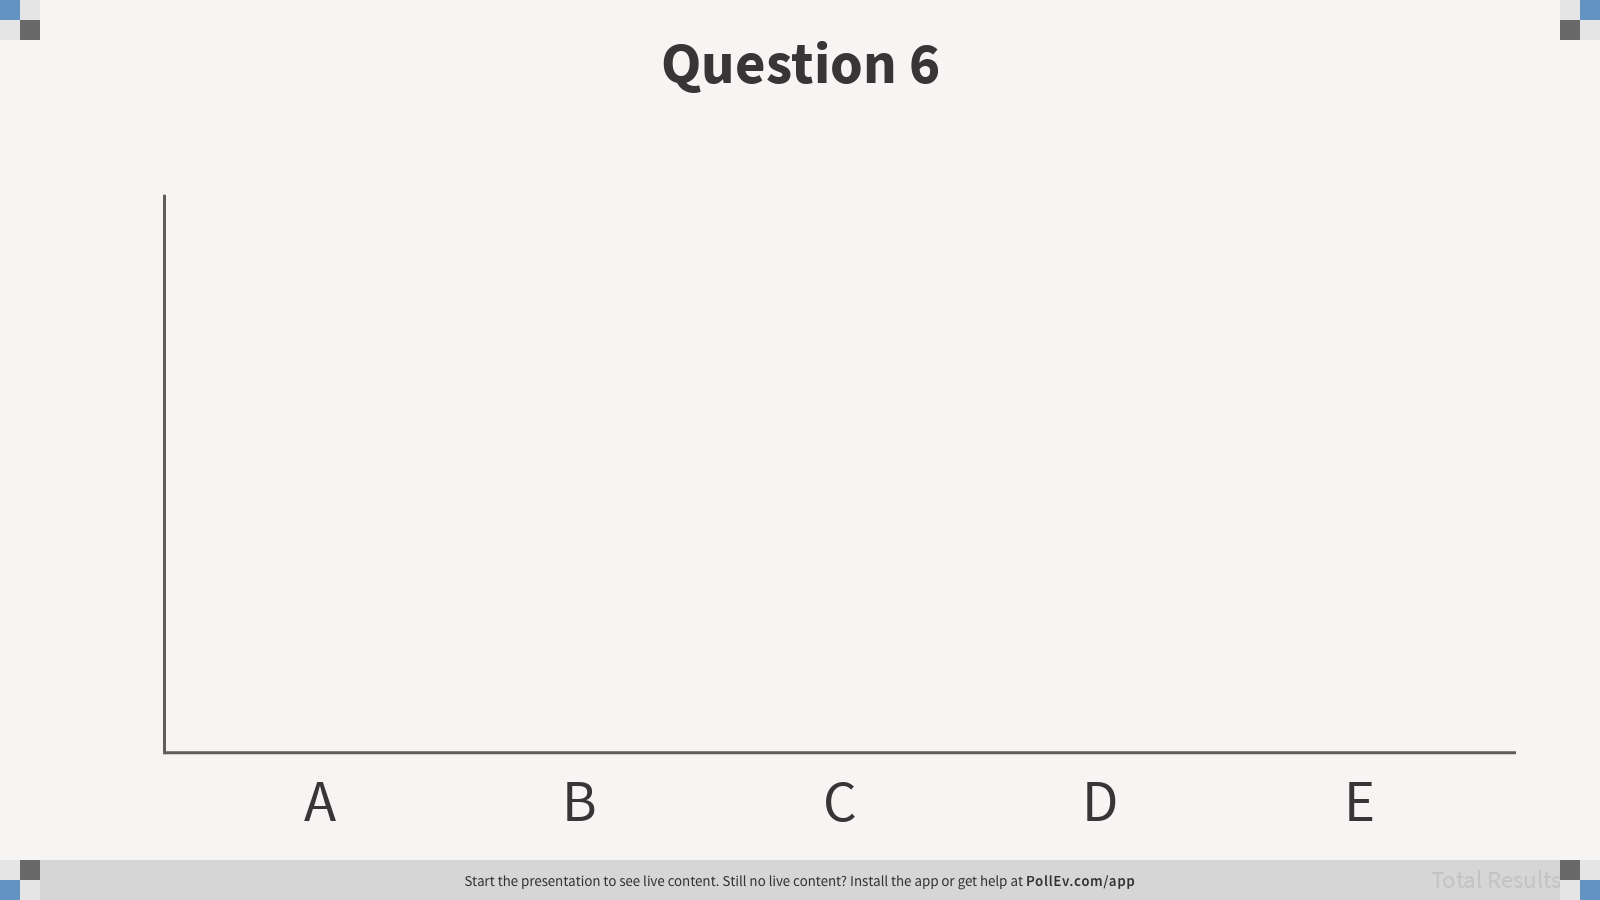 Question 6
A B C D E
Start the presentation to see live content. Still no live content? Install the app or get help at PollEv.com/app
Total Results